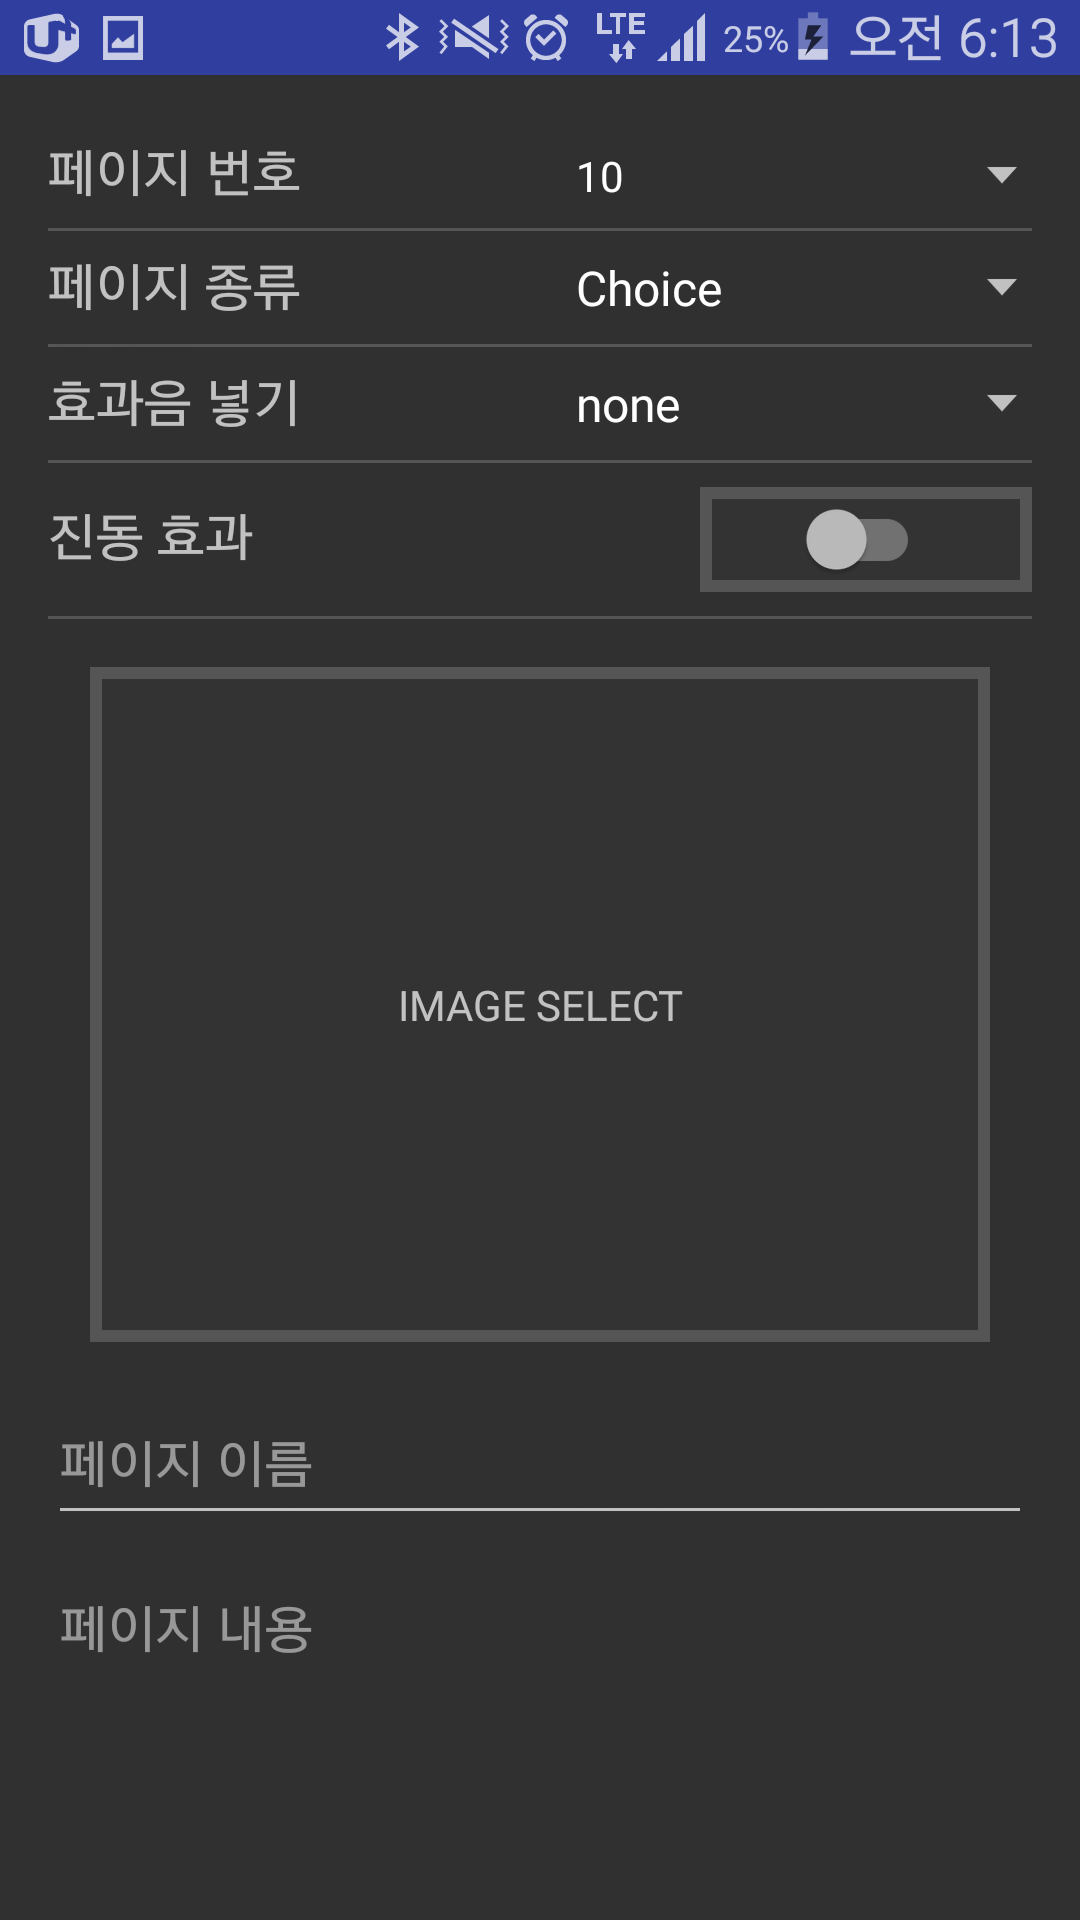 LTE 25% 오전 6:13
페이지 번호 10
페이지 종류 Choice
효과음 넣기 none
진동 효과
IMAGE SELECT
페이지 이름
페이지 내용